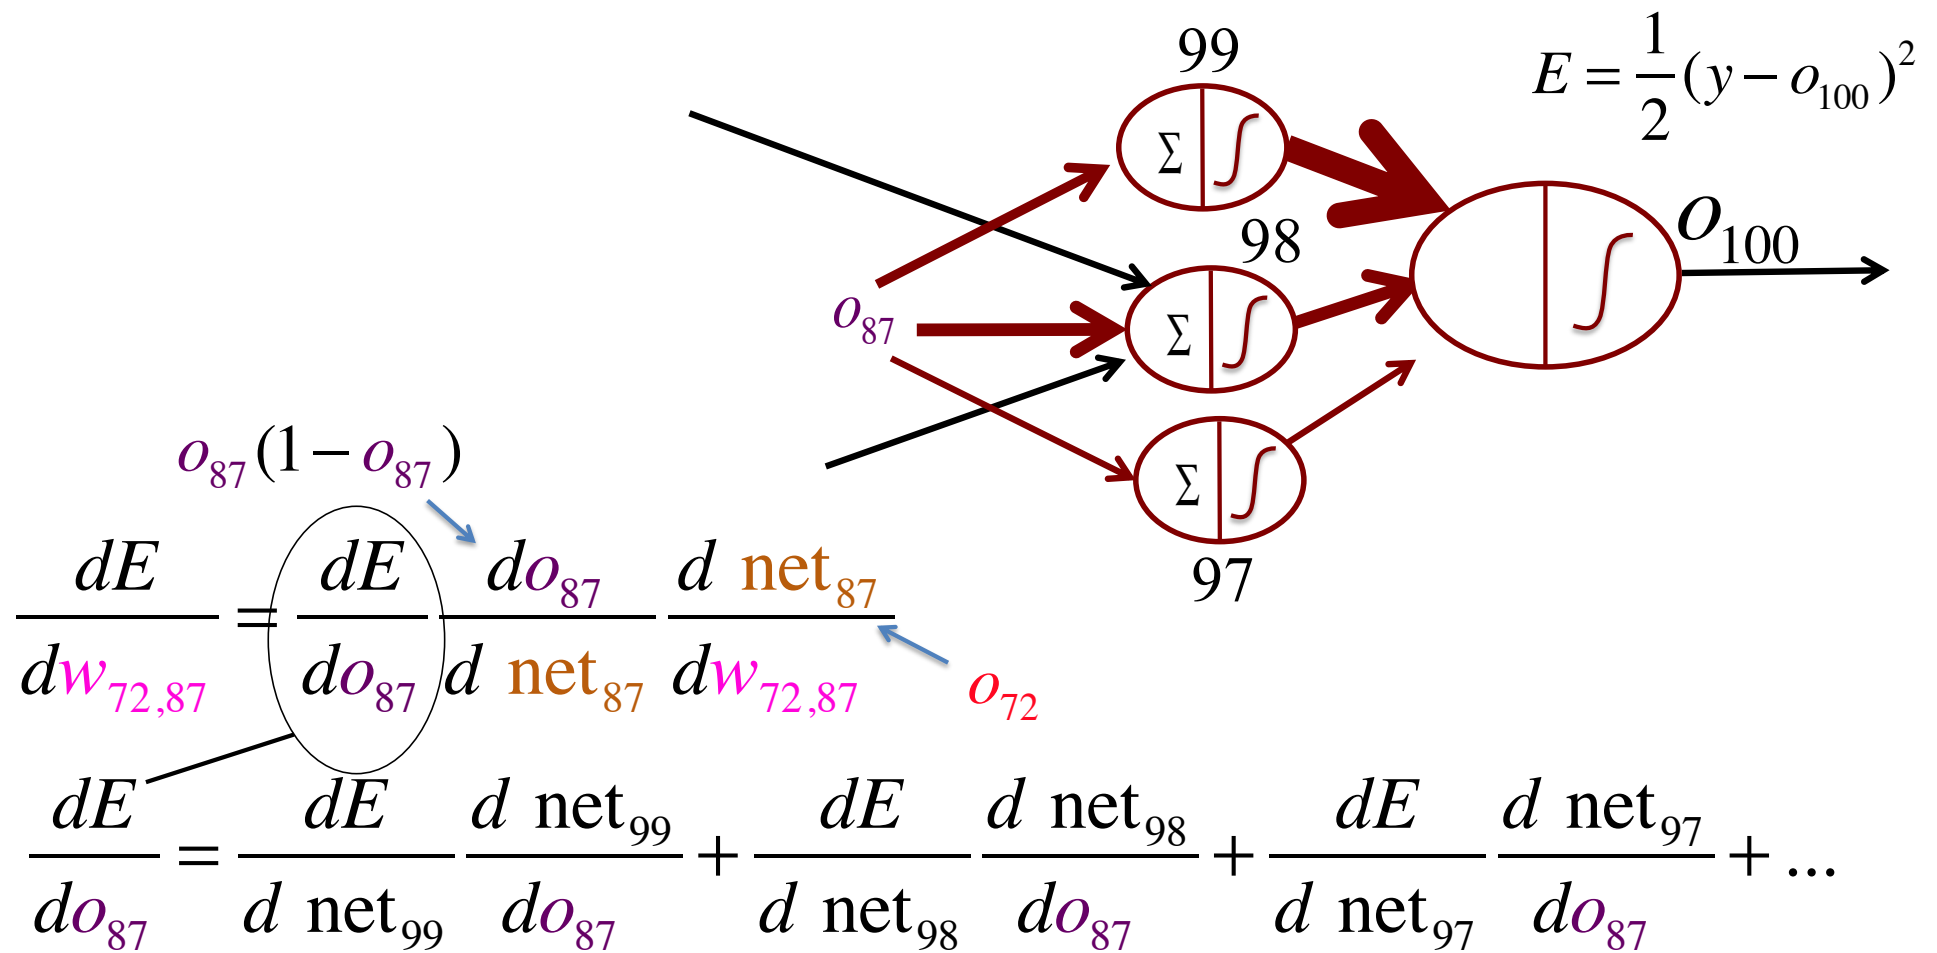 99
E = 1/2 (y − o₁₀₀)²
Σ ∫
98
o₁₀₀
o₈₇
Σ ∫
∫
Σ ∫
97
o₈₇(1 − o₈₇)
dE/dw₇₂,₈₇ = dE/do₈₇ do₈₇/d net₈₇ d net₈₇/dw₇₂,₈₇
o₇₂
dE/do₈₇ = dE/d net₉₉ d net₉₉/do₈₇ + dE/d net₉₈ d net₉₈/do₈₇ + dE/d net₉₇ d net₉₇/do₈₇ + ...